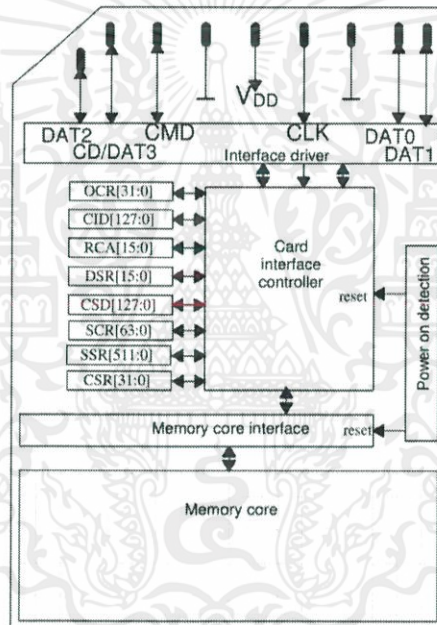 VDD
DAT2 CMD CLK DAT0
CD/DAT3 DAT1
Interface driver
OCR[31:0]
CID[127:0]
RCA[15:0]
DSR[15:0]
CSD[127:0]
SCR[63:0]
SSR[511:0]
CSR[31:0]
Card
interface
controller
reset
Power on detection
Memory core interface
reset
Memory core